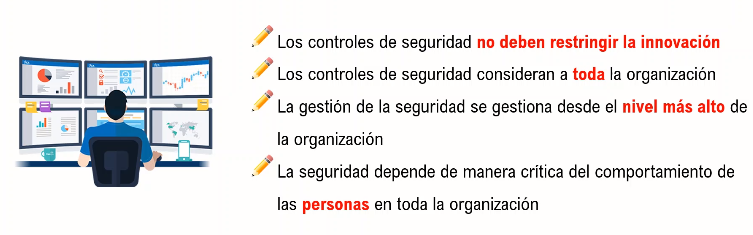 Los controles de seguridad no deben restringir la innovación
Los controles de seguridad consideran a toda la organización
La gestión de la seguridad se gestiona desde el nivel más alto de
la organización
La seguridad depende de manera crítica del comportamiento de
las personas en toda la organización